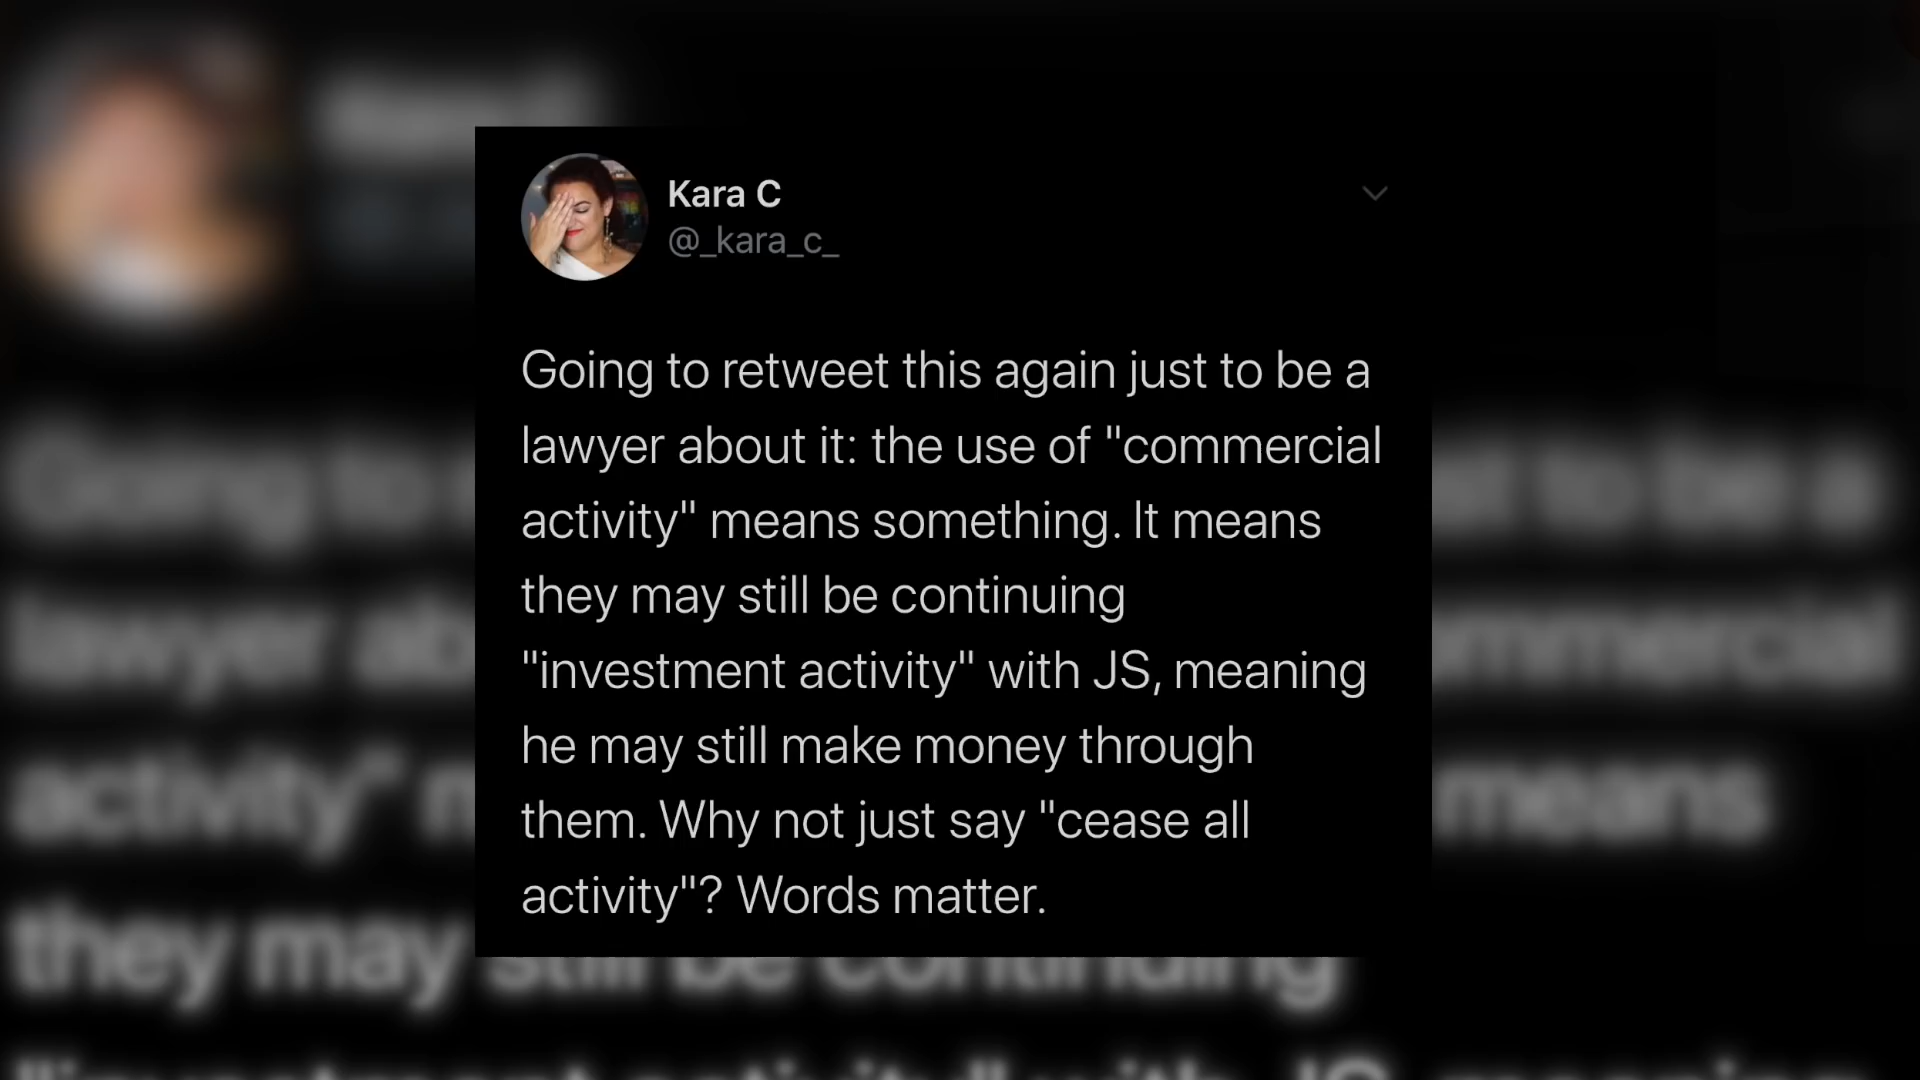 Kara C
@_kara_c_
Going to retweet this again just to be a
lawyer about it: the use of "commercial
activity" means something. It means
they may still be continuing
"investment activity" with JS, meaning
he may still make money through
them. Why not just say "cease all
activity"? Words matter.